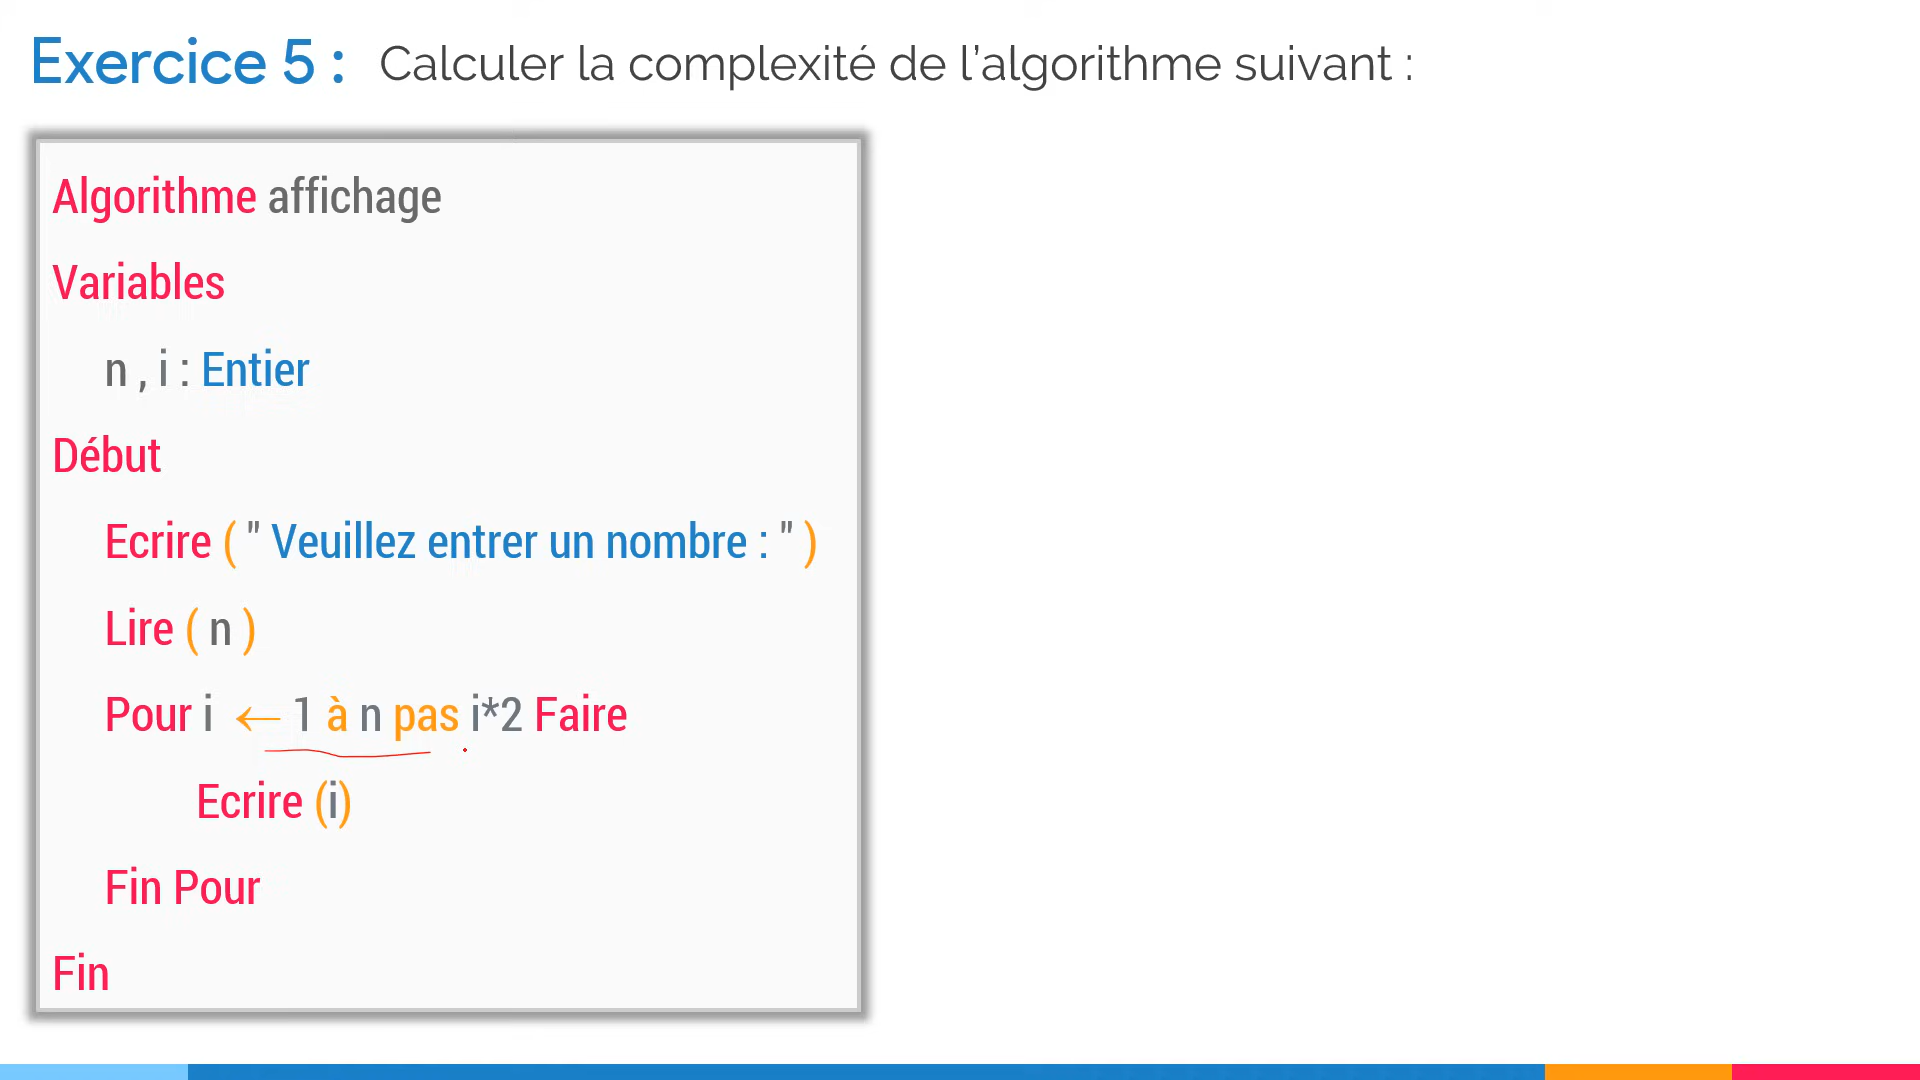 Exercice 5 : Calculer la complexité de l'algorithme suivant :
Algorithme affichage
Variables
n , i : Entier
Début
Ecrire ( " Veuillez entrer un nombre : " )
Lire ( n )
Pour i ← 1 à n pas i*2 Faire
Ecrire (i)
Fin Pour
Fin